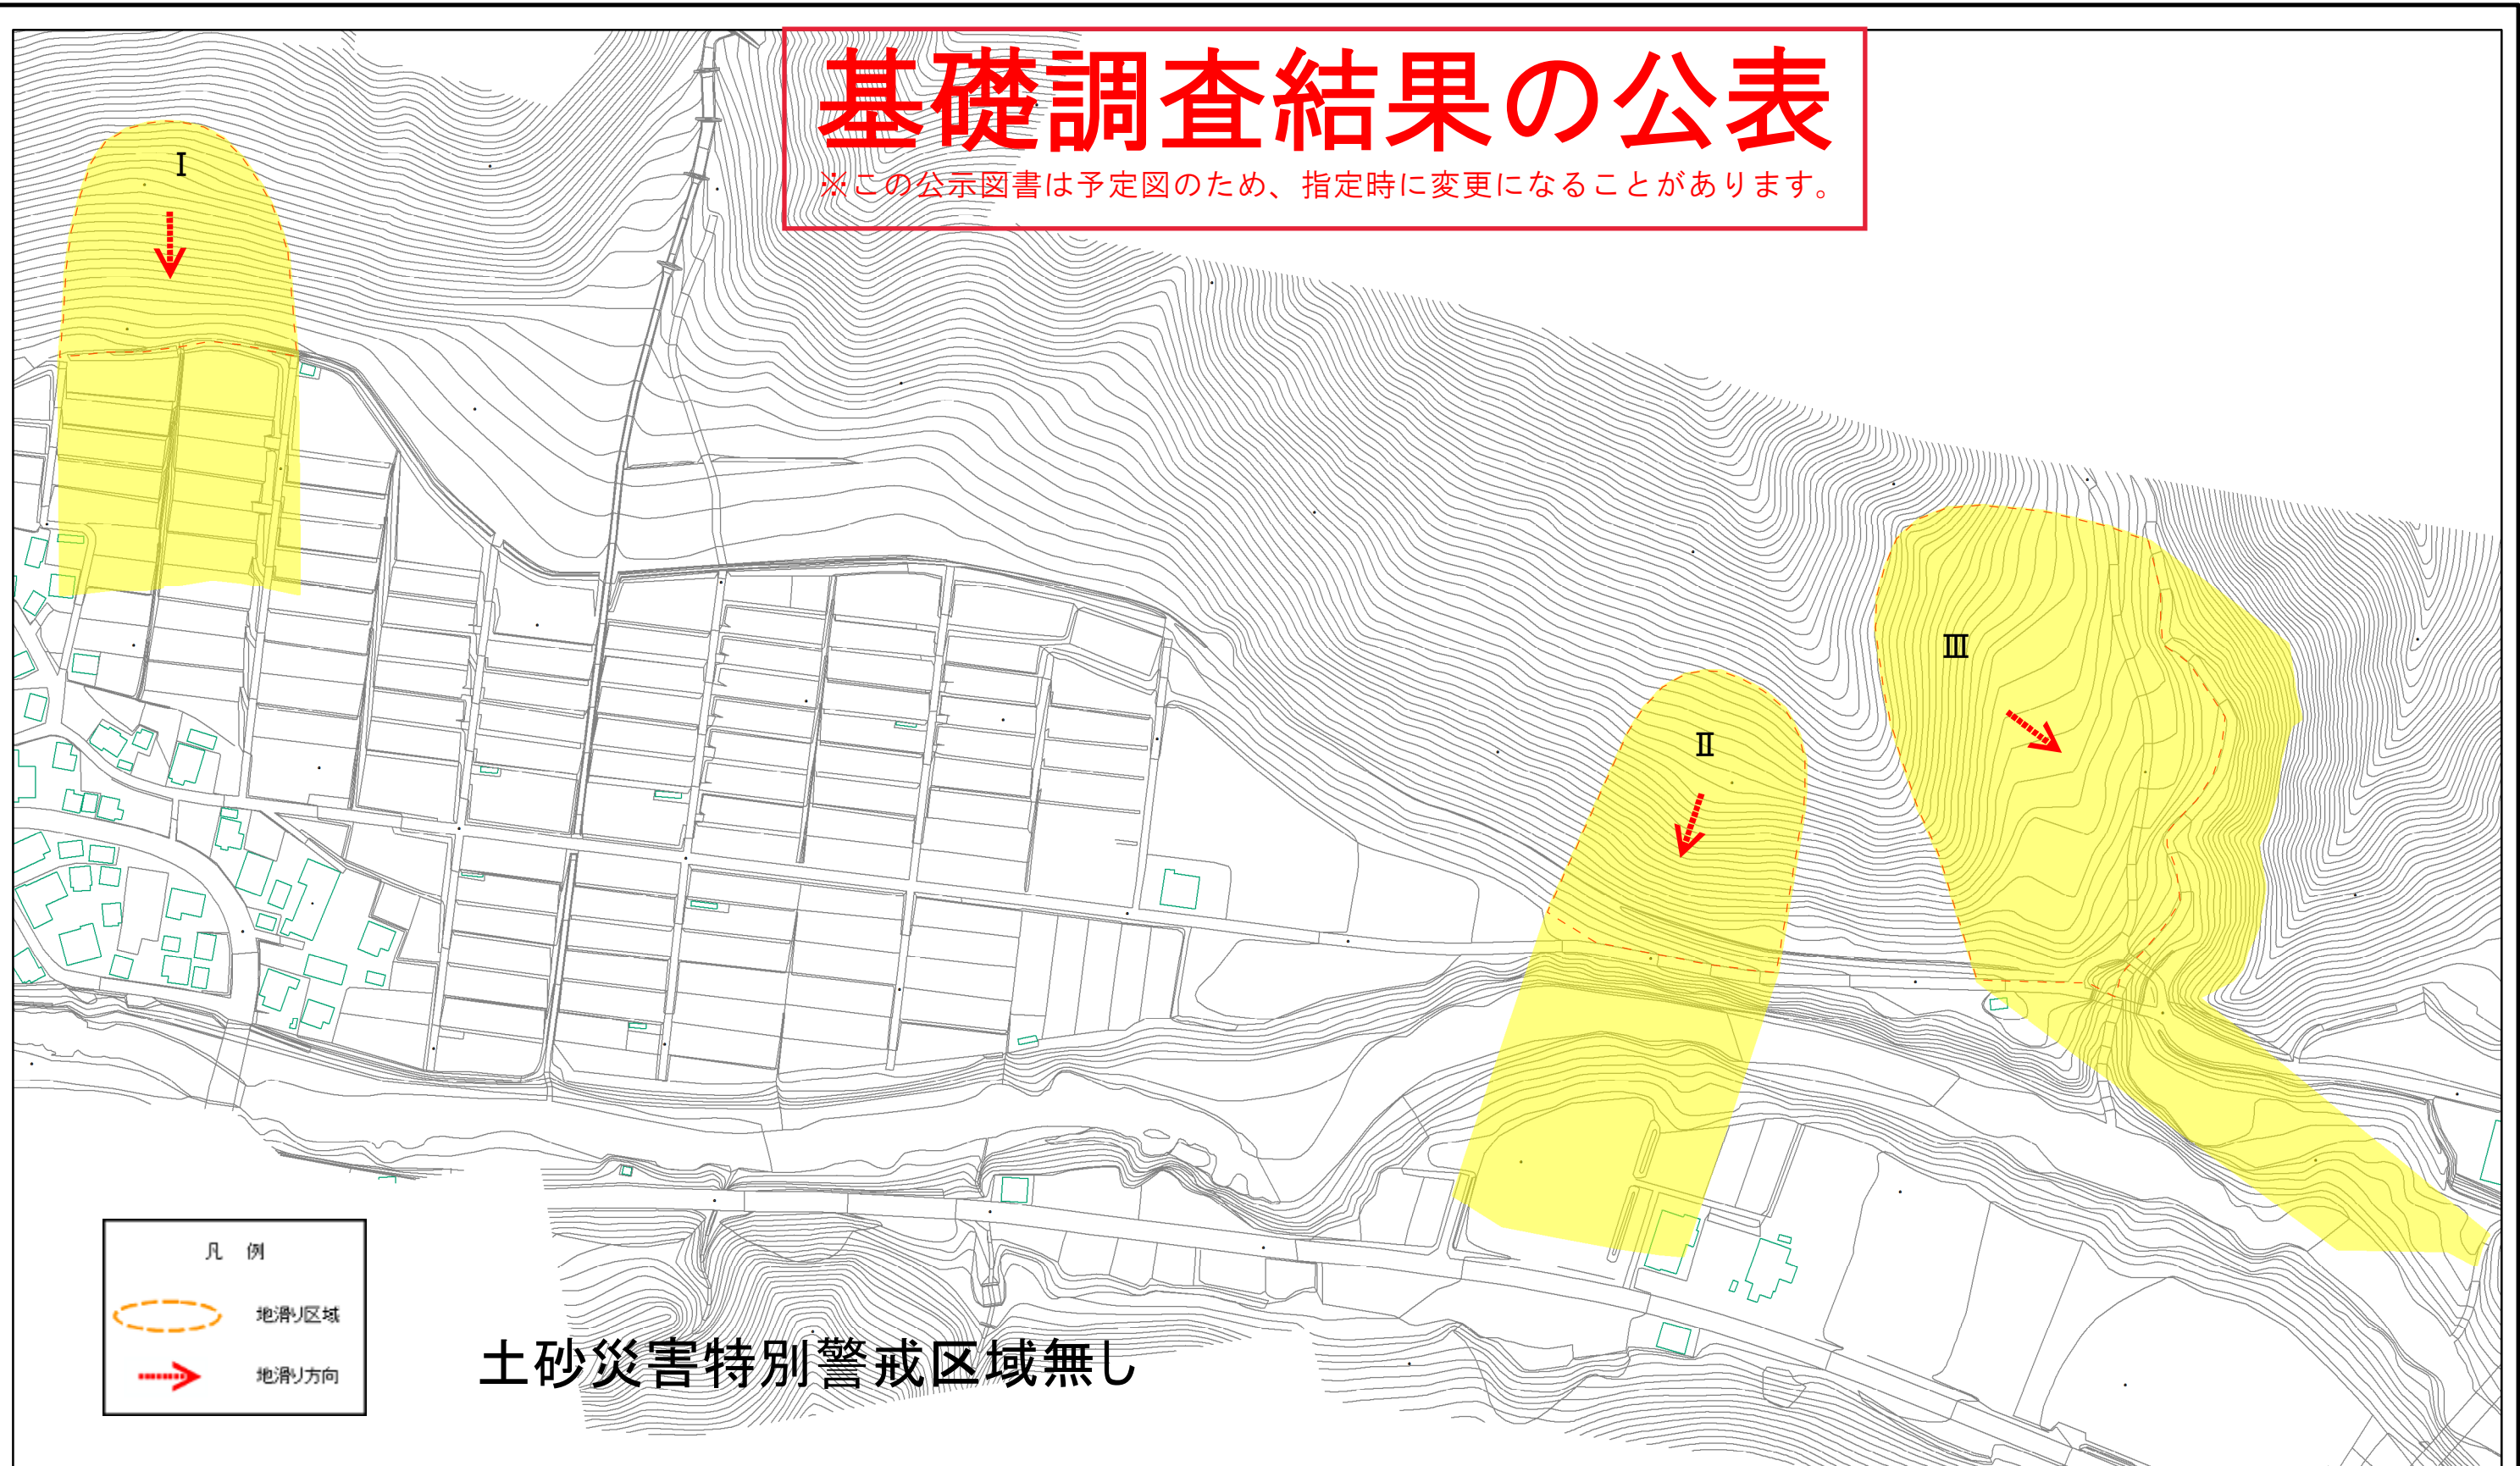 基礎調査結果の公表
※この公示図書は予定図のため、指定時に変更になることがあります。
Ⅰ
Ⅲ
Ⅱ
凡 例
地滑り区域
地滑り方向
土砂災害特別警戒区域無し